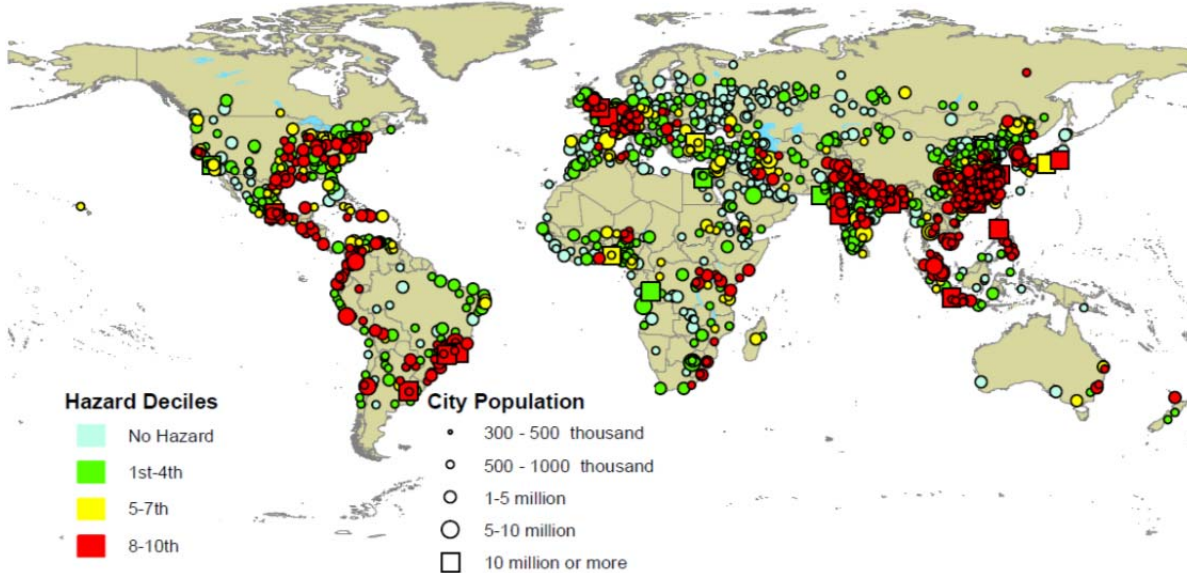 Hazard Deciles
No Hazard
1st-4th
5-7th
8-10th
City Population
300 - 500 thousand
500 - 1000 thousand
1-5 million
5-10 million
10 million or more